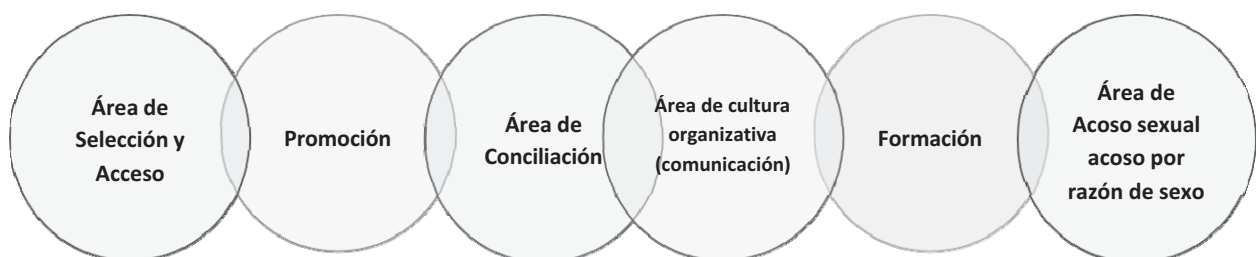 Área de
Selección y
Acceso
Promoción
Área de
Conciliación
Área de cultura
organizativa
(comunicación)
Formación
Área de
Acoso sexual
acoso por
razón de sexo